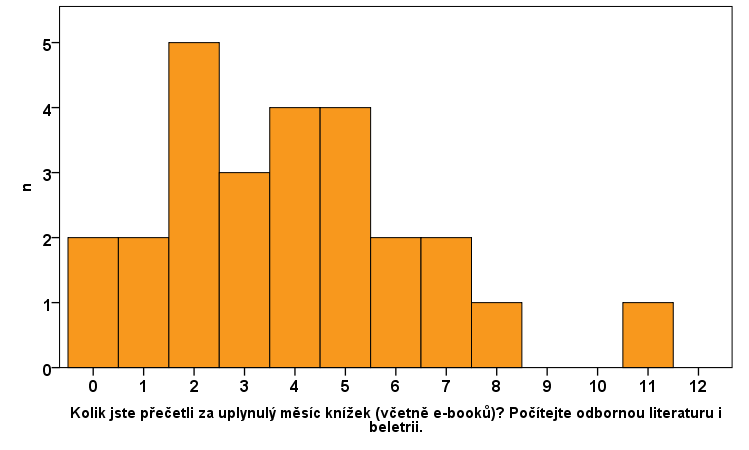 5
4
3
2
1
0
n
0 1 2 3 4 5 6 7 8 9 10 11 12
Kolik jste přečetli za uplynulý měsíc knížek (včetně e-booků)? Počítejte odbornou literaturu i
beletrii.